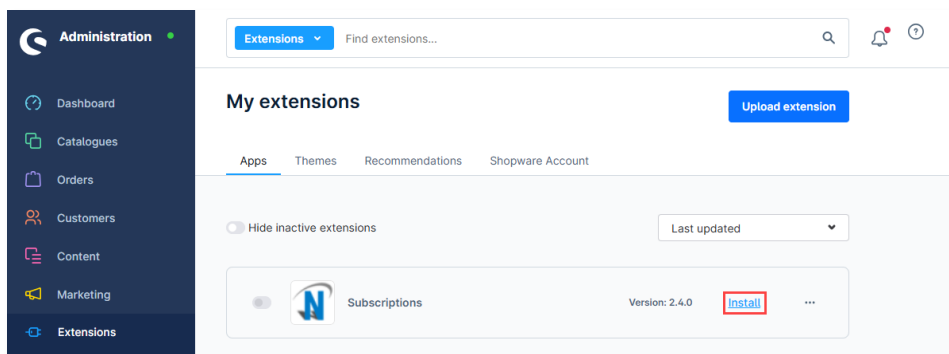 Administration
Extensions
Find extensions...
Dashboard
Catalogues
Orders
Customers
Content
Marketing
Extensions
My extensions
Upload extension
Apps
Themes
Recommendations
Shopware Account
Hide inactive extensions
Last updated
Subscriptions
Version: 2.4.0
Install
...